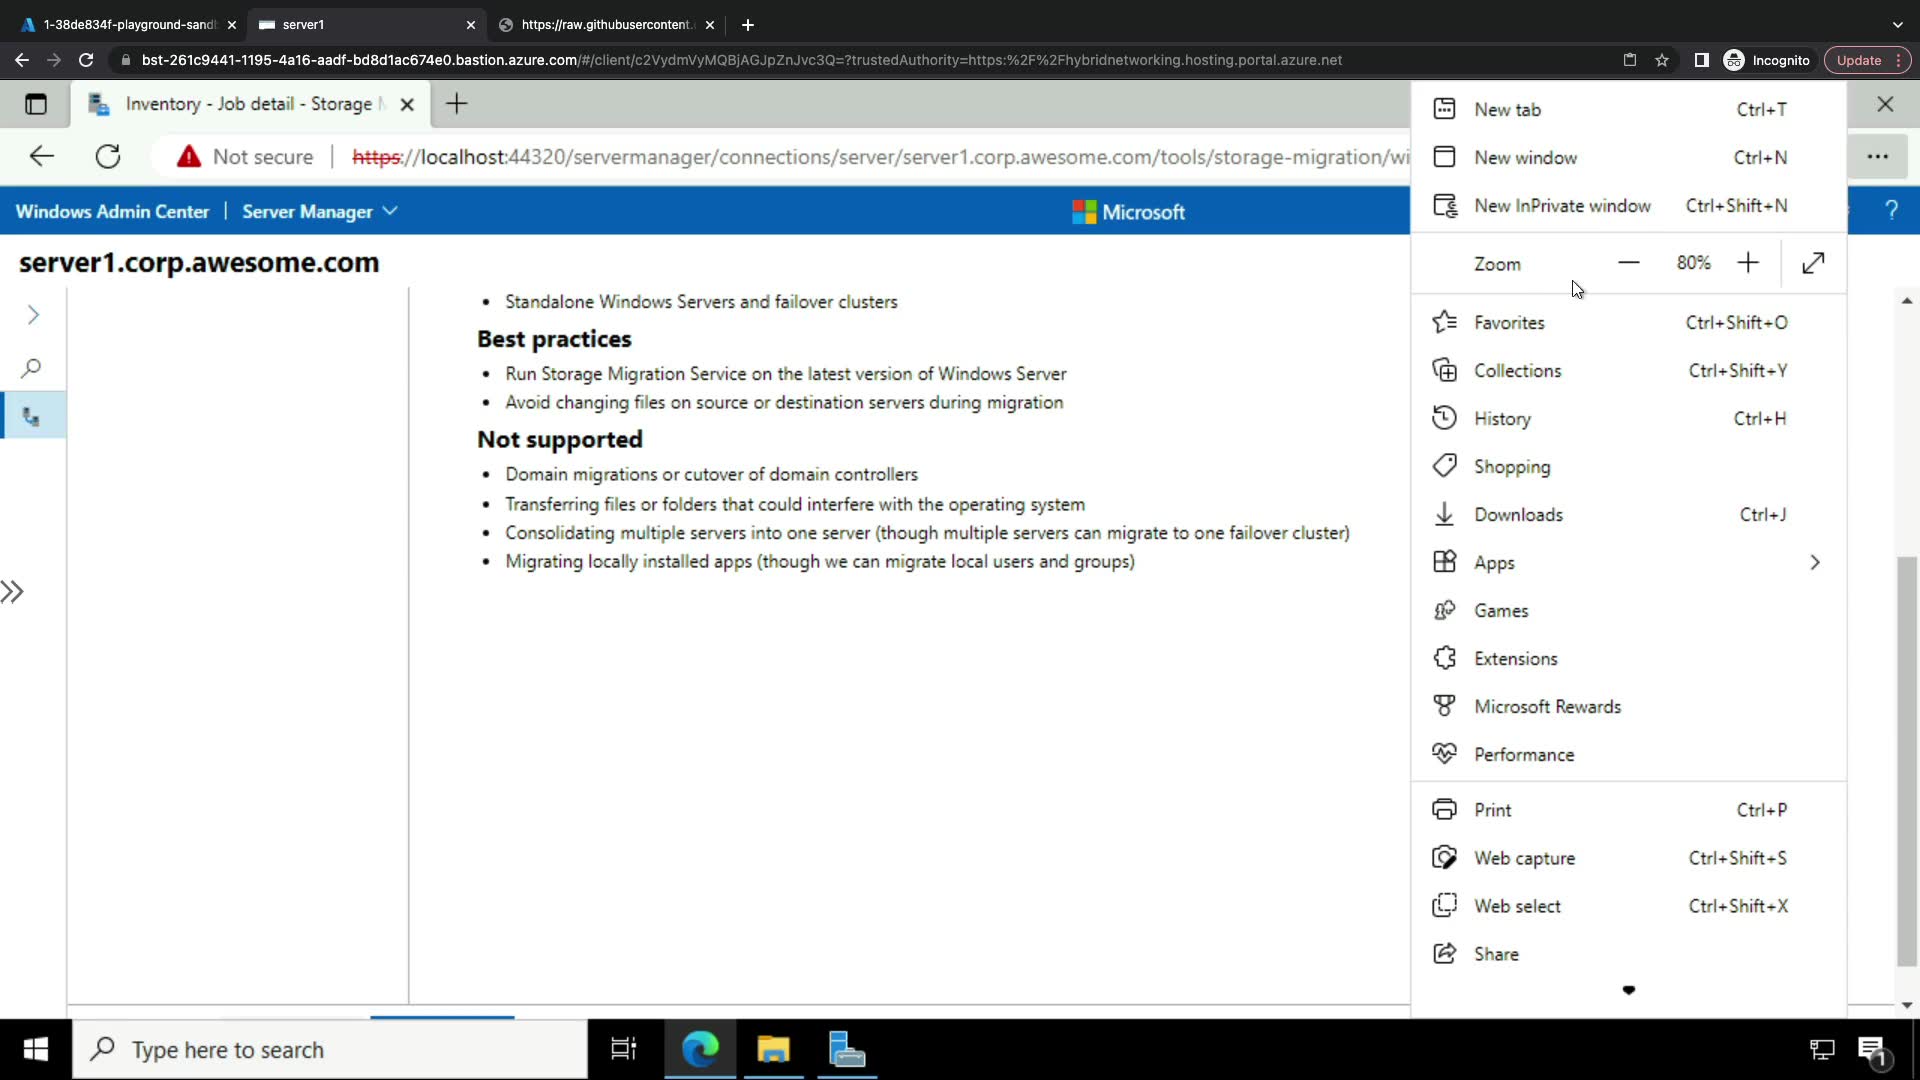 1-38de834f-playground-sand
server1
https://raw.githubusercontent.
bst-261c9441-1195-4a16-aadf-bd8d1ac674e0.bastion.azure.com/#/client/c2VydmVyMQBjAGJpZnJvc3Q=?trustedAuthority=https:%2F%2Fhybridnetworking.hosting.portal.azure.net
Incognito
Update
Inventory - Job detail - Storage
Not secure
https://localhost:44320/servermanager/connections/server/server1.corp.awesome.com/tools/storage-migration/wi
Windows Admin Center
Server Manager
Microsoft
?
server1.corp.awesome.com
• Standalone Windows Servers and failover clusters
Best practices
• Run Storage Migration Service on the latest version of Windows Server
• Avoid changing files on source or destination servers during migration
Not supported
• Domain migrations or cutover of domain controllers
• Transferring files or folders that could interfere with the operating system
• Consolidating multiple servers into one server (though multiple servers can migrate to one failover cluster)
• Migrating locally installed apps (though we can migrate local users and groups)
New tab Ctrl+T
New window Ctrl+N
New InPrivate window Ctrl+Shift+N
Zoom — 80% +
Favorites Ctrl+Shift+O
Collections Ctrl+Shift+Y
History Ctrl+H
Shopping
Downloads Ctrl+J
Apps
Games
Extensions
Microsoft Rewards
Performance
Print Ctrl+P
Web capture Ctrl+Shift+S
Web select Ctrl+Shift+X
Share
Type here to search
1